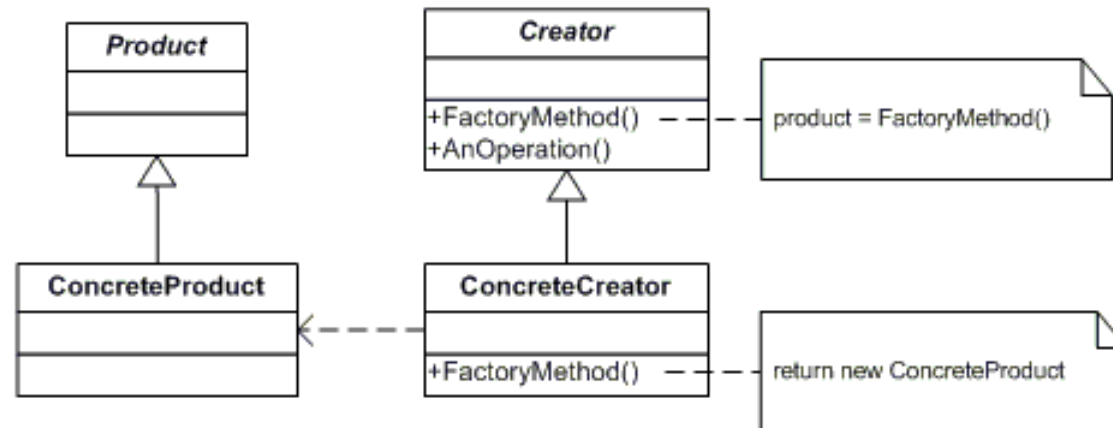 Product
Creator
+FactoryMethod()
+AnOperation()
product = FactoryMethod()
ConcreteProduct
ConcreteCreator
+FactoryMethod()
return new ConcreteProduct